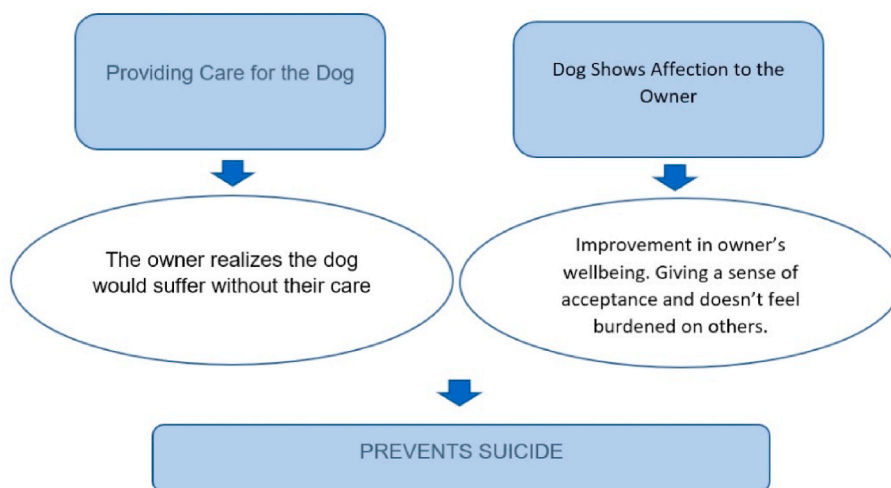 Providing Care for the Dog
Dog Shows Affection to the
Owner
The owner realizes the dog
would suffer without their care
Improvement in owner's
wellbeing. Giving a sense of
acceptance and doesn't feel
burdened on others.
PREVENTS SUICIDE